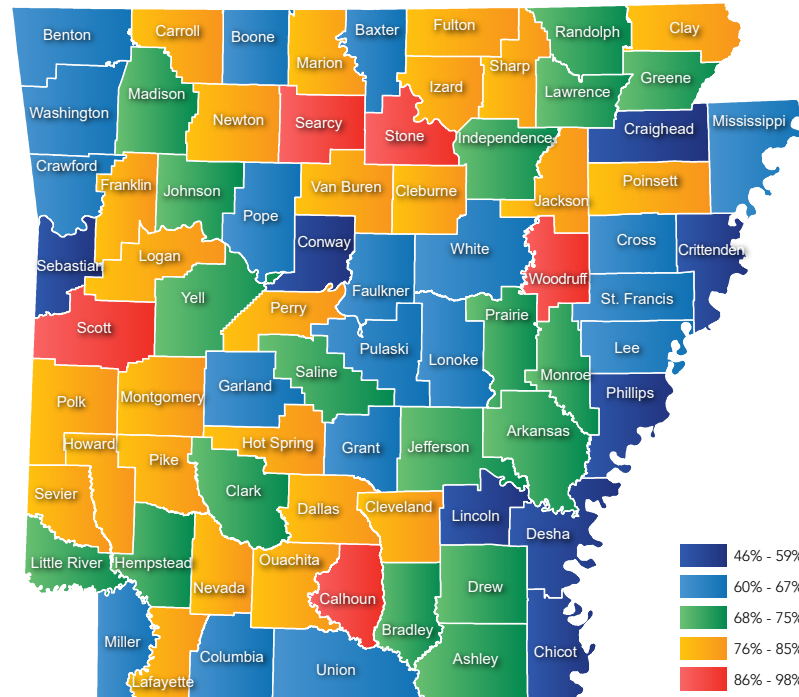 Benton
Carroll
Boone
Marion
Baxter
Fulton
Sharp
Randolph
Clay
Greene
Washington
Madison
Newton
Searcy
Stone
Izard
Lawrence
Independence
Craighead
Mississippi
Crawford
Franklin
Johnson
Pope
Van Buren
Cleburne
Jackson
Poinsett
Sebastian
Logan
Conway
Faulkner
White
Woodruff
Cross
Crittenden
St. Francis
Scott
Yell
Perry
Pulaski
Lonoke
Prairie
Monroe
Lee
Phillips
Polk
Montgomery
Garland
Saline
Howard
Pike
Hot Spring
Grant
Jefferson
Arkansas
Sevier
Clark
Dallas
Cleveland
Lincoln
Desha
Little River
Hempstead
Nevada
Ouachita
Calhoun
Bradley
Drew
Miller
Lafayette
Columbia
Union
Ashley
Chicot
46% - 59%
60% - 67%
68% - 75%
76% - 85%
86% - 98%